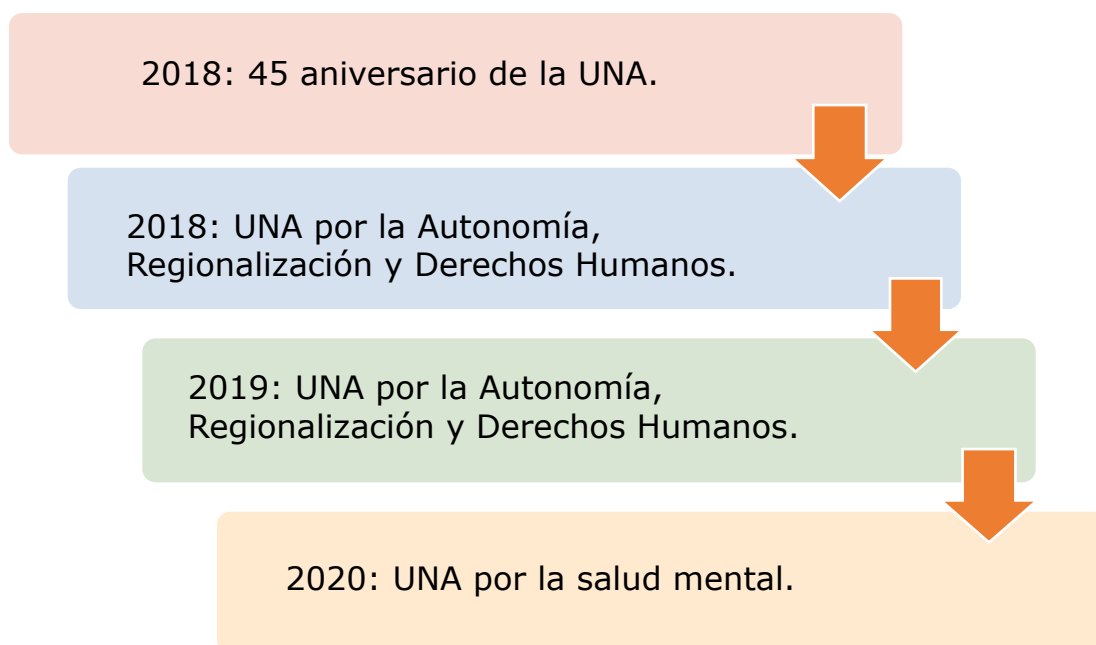 2018: 45 aniversario de la UNA.
2018: UNA por la Autonomía,
Regionalización y Derechos Humanos.
2019: UNA por la Autonomía,
Regionalización y Derechos Humanos.
2020: UNA por la salud mental.